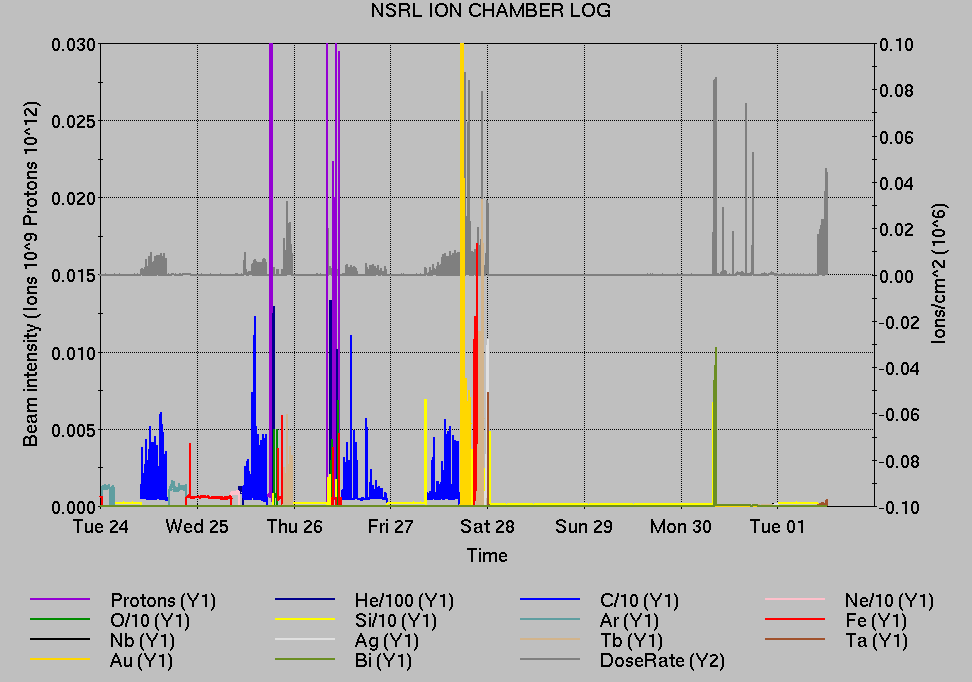 NSRL ION CHAMBER LOG
Beam intensity (Ions 10^9 Protons 10^12)
0.030
0.025
0.020
0.015
0.010
0.005
0.000
0.10
0.08
0.06
0.04
0.02
0.00
-0.02
-0.04
-0.06
-0.08
-0.10
Ions/cm^2 (10^6)
Tue 24 Wed 25 Thu 26 Fri 27 Sat 28 Sun 29 Mon 30 Tue 01
Time
Protons (Y1) He/100 (Y1) C/10 (Y1) Ne/10 (Y1)
O/10 (Y1) Si/10 (Y1) Ar (Y1) Fe (Y1)
Nb (Y1) Ag (Y1) Tb (Y1) Ta (Y1)
Au (Y1) Bi (Y1) DoseRate (Y2)